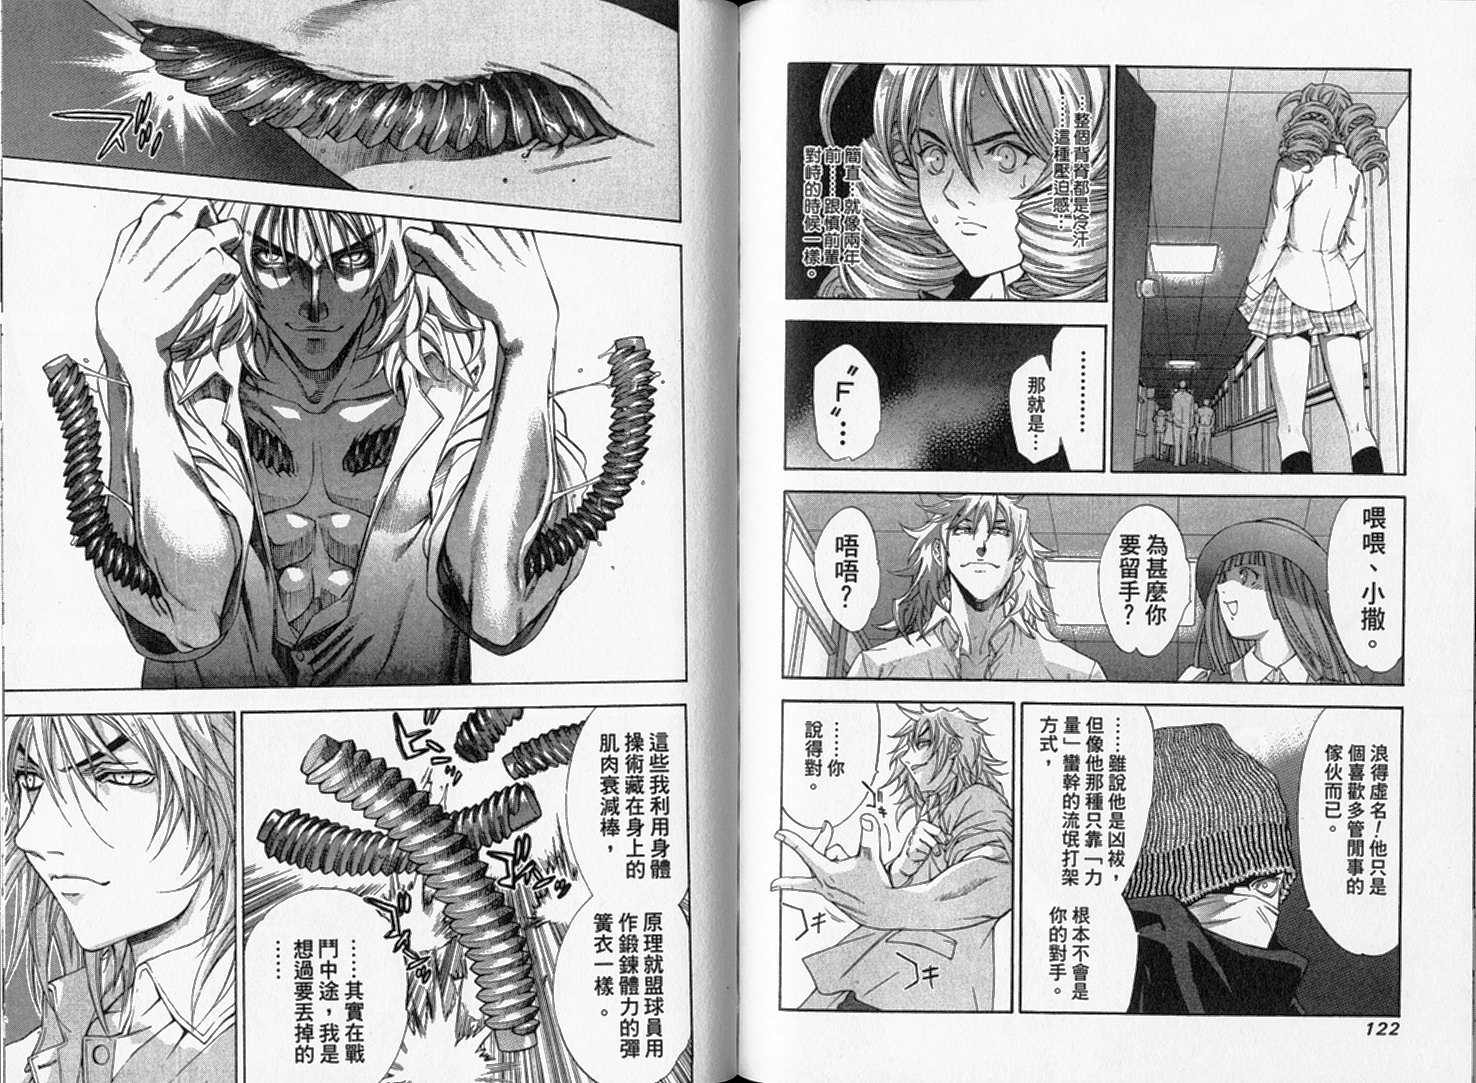 …整個背脊都是冷汗
……這種壓迫感…
簡直…就像兩年
前……跟慎前輩
對峙的時候一樣。
…………
那就是…
〝F〞…
喂喂、小撒。
為甚麼你
要留手？
唔唔？
浪得虛名！他只是
個喜歡多管閒事的
傢伙而已。
……雖說他是凶袚，
但像他那種只靠「力
量」蠻幹的流氓打架
方式，
根本不會是
你的對手。
……你
說得對。
ゴキ
ゴキ
122
ズ
這些我利用身體
操術藏在身上的
肌肉衰減棒，
原理就盟球員用
作鍛鍊體力的彈
簧衣一樣。
……其實在戰
鬥中途，我是
想過要丟掉的
……